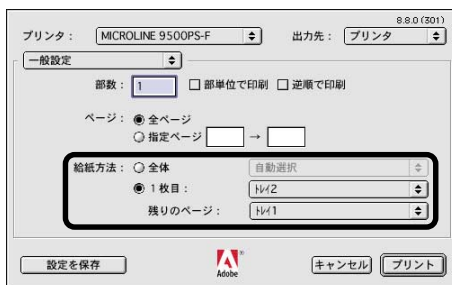 8.8.0 (301)
プリンタ： MICROLINE 9500PS-F 出力先： プリンタ
一般設定
部数： 1 部単位で印刷 逆順で印刷
ページ： 全ページ
指定ページ →
給紙方法： 全体 自動選択
1 枚目： トレイ2
残りのページ： トレイ1
設定を保存 Adobe キャンセル プリント